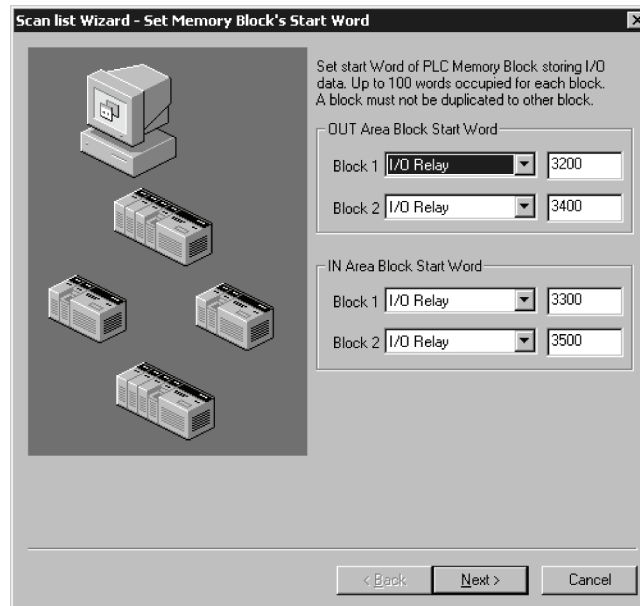 Scan list Wizard - Set Memory Block's Start Word
Set start Word of PLC Memory Block storing I/O
data. Up to 100 words occupied for each block.
A block must not be duplicated to other block.
OUT Area Block Start Word
Block 1 I/O Relay 3200
Block 2 I/O Relay 3400
IN Area Block Start Word
Block 1 I/O Relay 3300
Block 2 I/O Relay 3500
< Back Next > Cancel